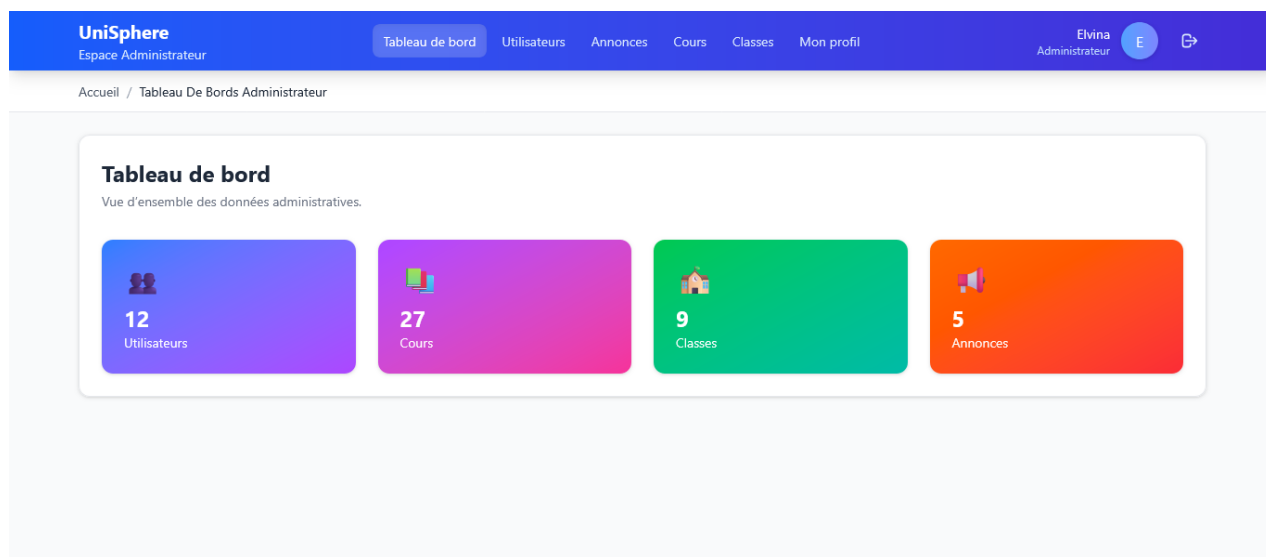 UniSphere
Espace Administrateur
Tableau de bord
Utilisateurs
Annonces
Cours
Classes
Mon profil
Elvina
Administrateur
E
Accueil / Tableau De Bords Administrateur
Tableau de bord
Vue d'ensemble des données administratives.
12
Utilisateurs
27
Cours
9
Classes
5
Annonces